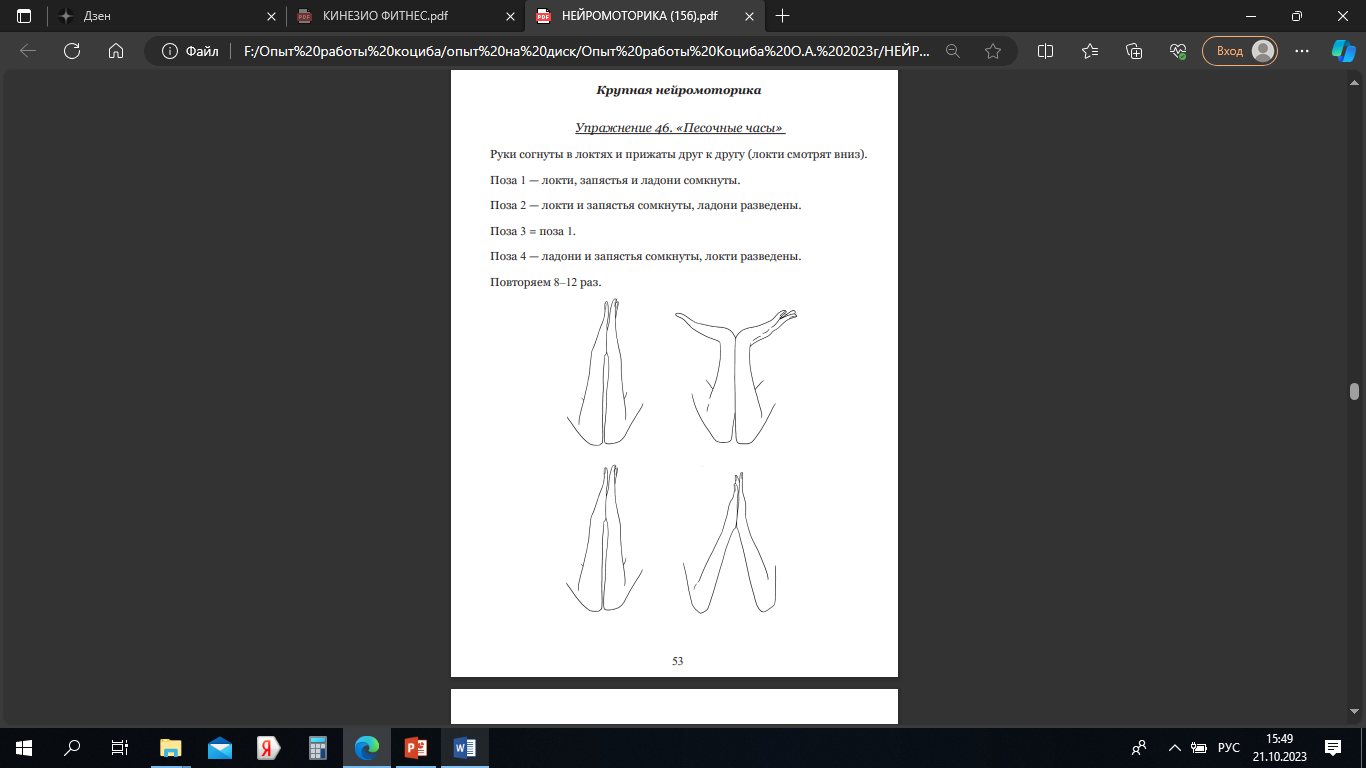 Дзен
КИНЕЗИО ФИТНЕС.pdf
НЕЙРОМОТОРИКА (156).pdf
Файл
F:/Опыт%20работы%20коциба/опыт%20на%20диск/Опыт%20работы%20Коциба%20О.А.%202023г/НЕЙР...
Вход
Крупная нейромоторика
Упражнение 46. «Песочные часы»
Руки согнуты в локтях и прижаты друг к другу (локти смотрят вниз).
Поза 1 — локти, запястья и ладони сомкнуты.
Поза 2 — локти и запястья сомкнуты, ладони разведены.
Поза 3 = поза 1.
Поза 4 — ладони и запястья сомкнуты, локти разведены.
Повторяем 8–12 раз.
53
РУС
15:49
21.10.2023